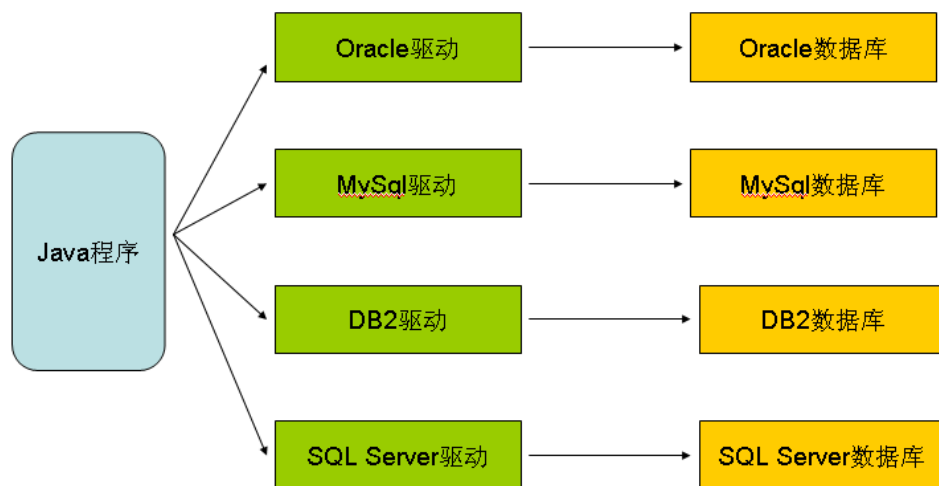 Oracle驱动
Oracle数据库
MySql驱动
MySql数据库
Java程序
DB2驱动
DB2数据库
SQL Server驱动
SQL Server数据库